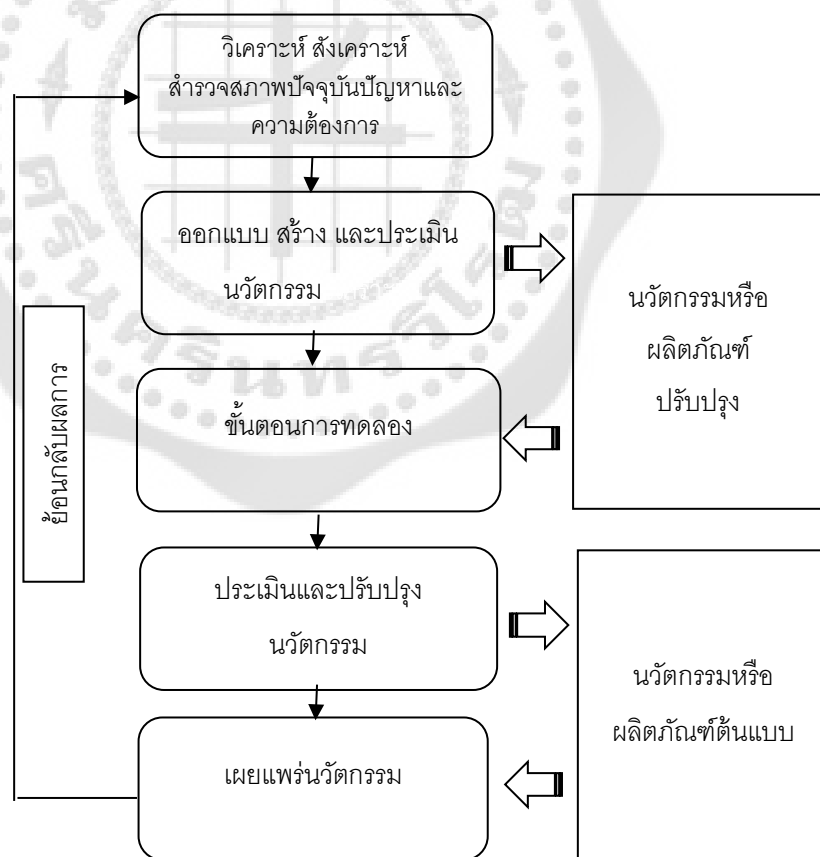 วิเคราะห์ สังเคราะห์
สำรวจสภาพปัจจุบันปัญหาและ
ความต้องการ
ออกแบบ สร้าง และประเมิน
นวัตกรรม
นวัตกรรมหรือ
ผลิตภัณฑ์
ปรับปรุง
ขั้นตอนการทดลอง
ย้อนกลับผลการ
ประเมินและปรับปรุง
นวัตกรรม
นวัตกรรมหรือ
ผลิตภัณฑ์ต้นแบบ
เผยแพร่นวัตกรรม